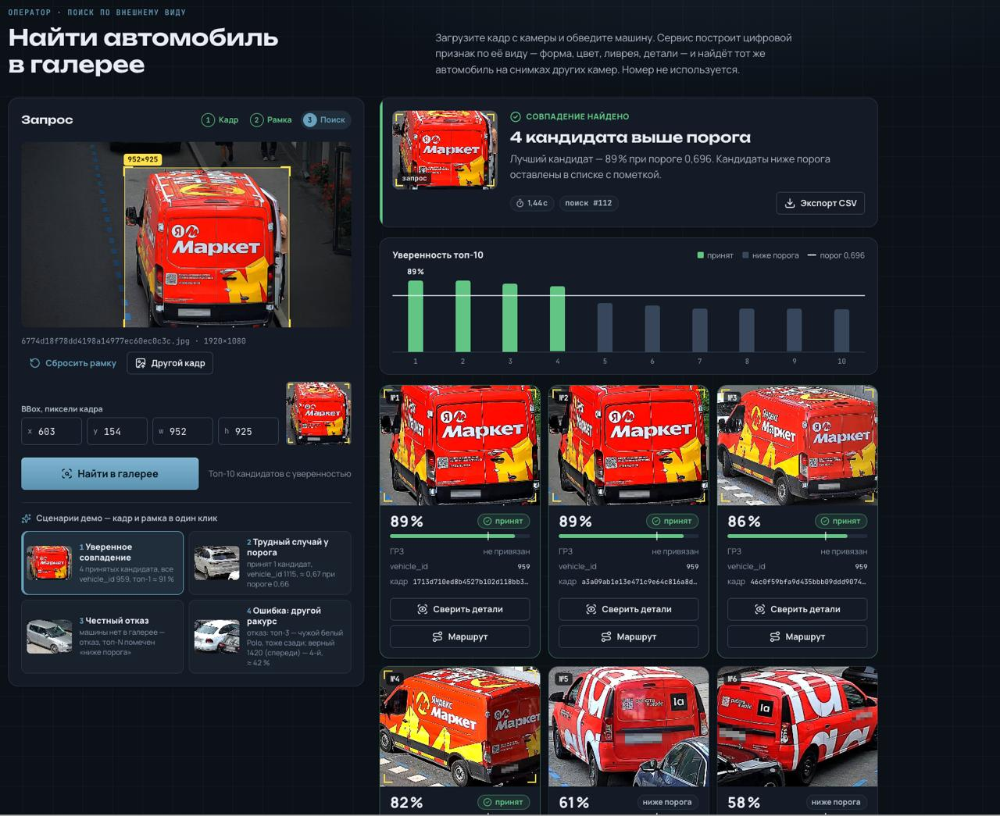 ОПЕРАТОР · ПОИСК ПО ВНЕШНЕМУ ВИДУ
Найти автомобиль
в галерее
Загрузите кадр с камеры и обведите машину. Сервис построит цифровой
признак по её виду — форма, цвет, ливрея, детали — и найдёт тот же
автомобиль на снимках других камер. Номер не используется.
Запрос
1 Кадр
2 Рамка
3 Поиск
952×925
Я М
Маркет
6774d18f78dd4198a14977ec60ec0c3c.jpg · 1920×1080
Сбросить рамку
Другой кадр
BBox, пиксели кадра
x 603
y 154
w 952
h 925
Маркет
Найти в галерее
Топ-10 кандидатов с уверенностью
Сценарии демо — кадр и рамка в один клик
1 Уверенное
совпадение
4 принятых кандидата, все
vehicle_id 959, топ-1 ≈ 91 %
2 Трудный случай у
порога
принят 1 кандидат,
vehicle_id 1115, ≈ 0,67 при
пороге 0,66
3 Честный отказ
машины нет в галерее —
отказ, топ-N помечен
«ниже порога»
4 Ошибка: другой
ракурс
отказ: топ-3 — чужой белый
Polo, тоже сзади; верный
1420 (спереди) — 4-й,
≈ 42 %
Маркет
запрос
СОВПАДЕНИЕ НАЙДЕНО
4 кандидата выше порога
Лучший кандидат — 89 % при пороге 0,696. Кандидаты ниже порога
оставлены в списке с пометкой.
1,44 с
поиск #112
Экспорт CSV
Уверенность топ-10
принят
ниже порога
порог 0,696
89 %
1 2 3 4 5 6 7 8 9 10
№1
Я М
Маркет
89 %
принят
ГРЗ не привязан
vehicle_id 959
кадр 1713d710ed8b4527b102d118bb3…
Сверить детали
Маршрут
№2
Я М
Маркет
89 %
принят
ГРЗ не привязан
vehicle_id 959
кадр a3a09ab1e13e471c9e64c816a8d…
Сверить детали
Маршрут
№3
Яндекс
Маркет
Маркет
86 %
принят
ГРЗ не привязан
vehicle_id 959
кадр 46c0f59bfa9d435bbb09ddd9074…
Сверить детали
Маршрут
№4
Яндекс
Маркет
Маркет
82 %
принят
№5
работа
в моде
la
61 %
ниже порога
№6
работа
в моде
la
58 %
ниже порога